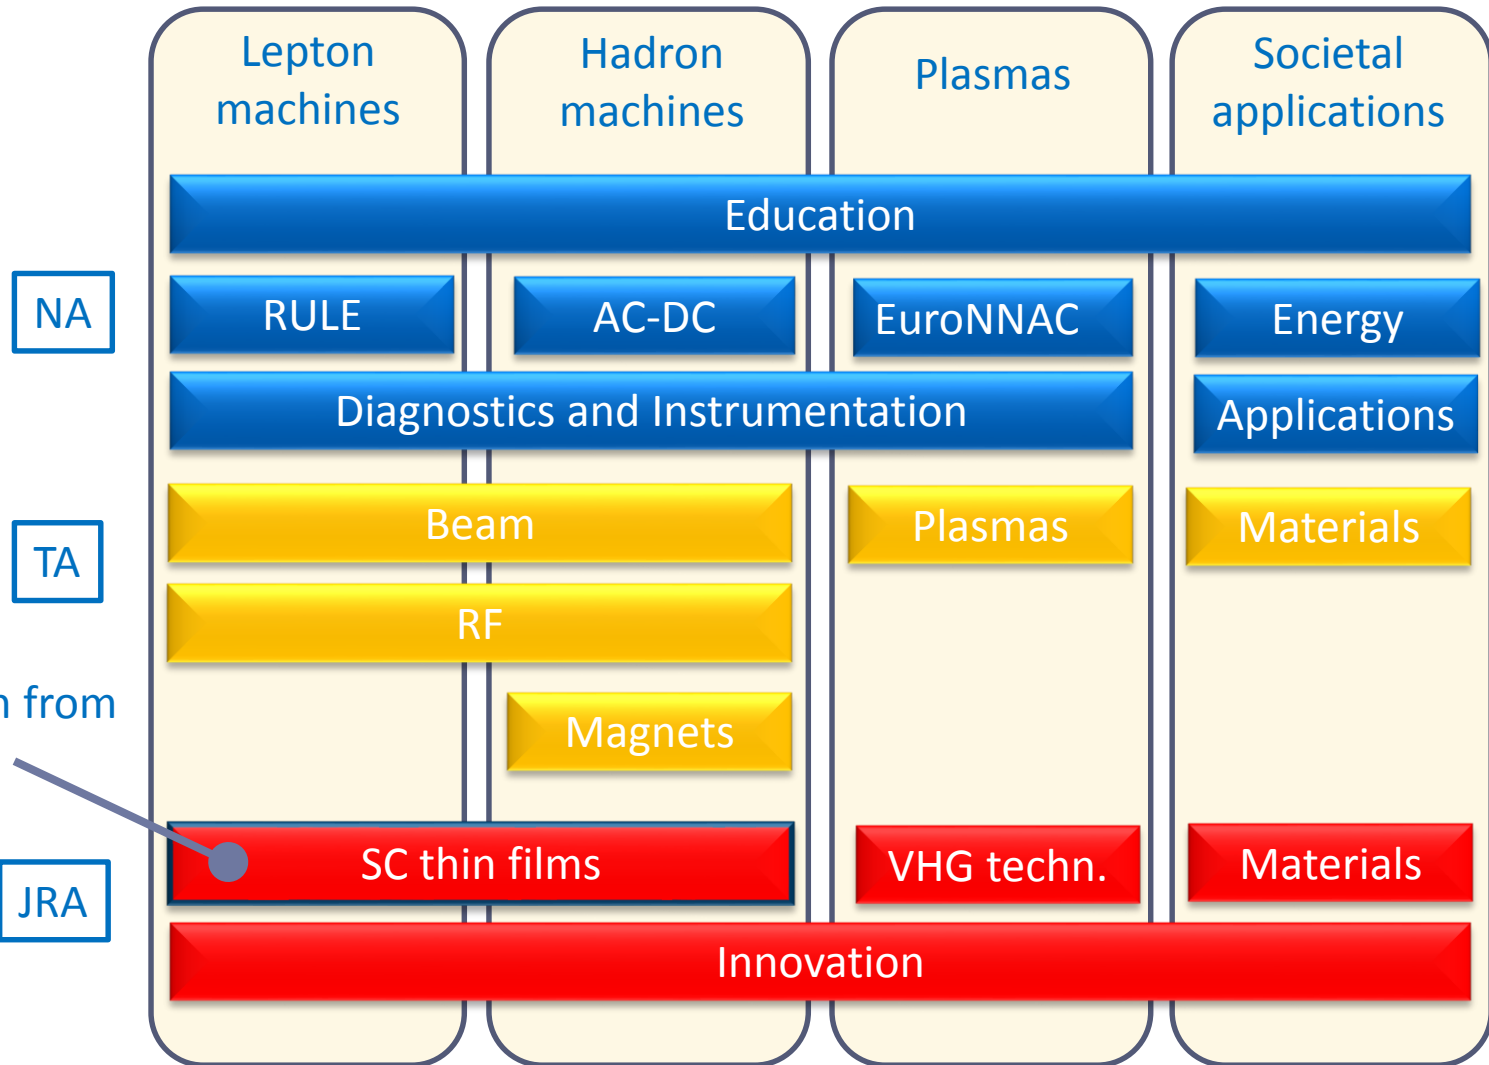 Lepton
machines
Hadron
machines
Plasmas
Societal
applications
Education
NA
RULE
AC-DC
EuroNNAC
Energy
Diagnostics and Instrumentation
Applications
Beam
Plasmas
Materials
TA
RF
from
Magnets
SC thin films
VHG techn.
Materials
JRA
Innovation